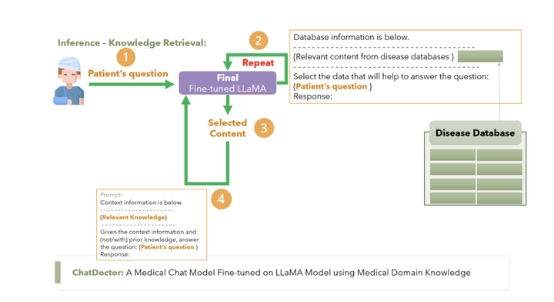 Inference – Knowledge Retrieval:
1
Patient's question
2
Repeat
Final
Fine-tuned LLaMA
Selected
Content
3
4
Database information is below.
- - - - - - - - - - - - - - - - - - - - - - - - - - - - - - - - - - - - - - - -
{Relevant content from disease databases }
- - - - - - - - - - - - - - - - - - - - - - - - - - - - - - - - - - - - - - - -
Select the data that will help to answer the question:
{Patient's question }
Response:
Disease Database
Prompt:
Context information is below.
- - - - - - - - - - - - - - - - - -
{Relevant Knowledge}
- - - - - - - - - - - - - - - - - -
Given the context information and
(not/with) prior knowledge, answer
the question: {Patient's question }
Response:
ChatDoctor: A Medical Chat Model Fine-tuned on LLaMA Model using Medical Domain Knowledge